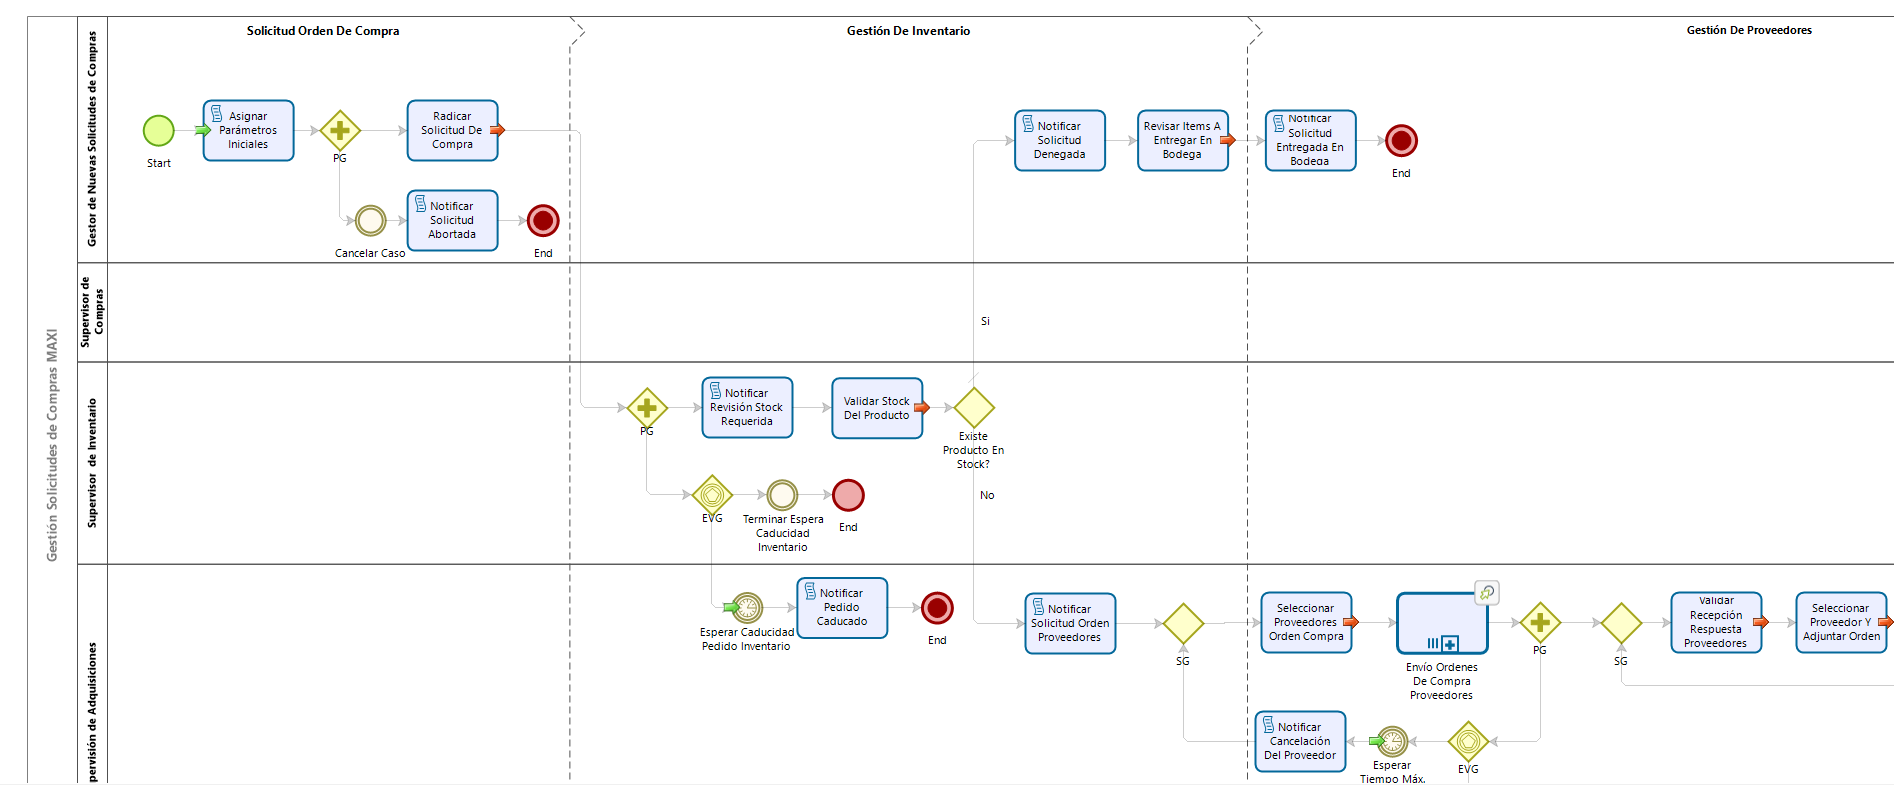 Solicitud Orden De Compra
Gestión De Inventario
Gestión De Proveedores
Gestión Solicitudes de Compras MAXI
Gestor de Nuevas Solicitudes de Compras
Start
Asignar
Parámetros
Iniciales
PG
Radicar
Solicitud De
Compra
Cancelar Caso
Notificar
Solicitud
Abortada
End
Notificar
Solicitud
Denegada
Revisar Items A
Entregar En
Bodega
Notificar
Solicitud
Entregada En
Bodega
End
Supervisor de
Compras
Si
Supervisor de Inventario
PG
Notificar
Revisión Stock
Requerida
Validar Stock
Del Producto
Existe
Producto En
Stock?
No
EVG
Terminar Espera
Caducidad
Inventario
End
pervisión de Adquisiciones
Esperar Caducidad
Pedido Inventario
Notificar
Pedido
Caducado
End
Notificar
Solicitud Orden
Proveedores
SG
Seleccionar
Proveedores
Orden Compra
Envío Ordenes
De Compra
Proveedores
PG
SG
Validar
Recepción
Respuesta
Proveedores
Seleccionar
Proveedor Y
Adjuntar Orden
Notificar
Cancelación
Del Proveedor
Esperar
Tiempo Máx.
EVG